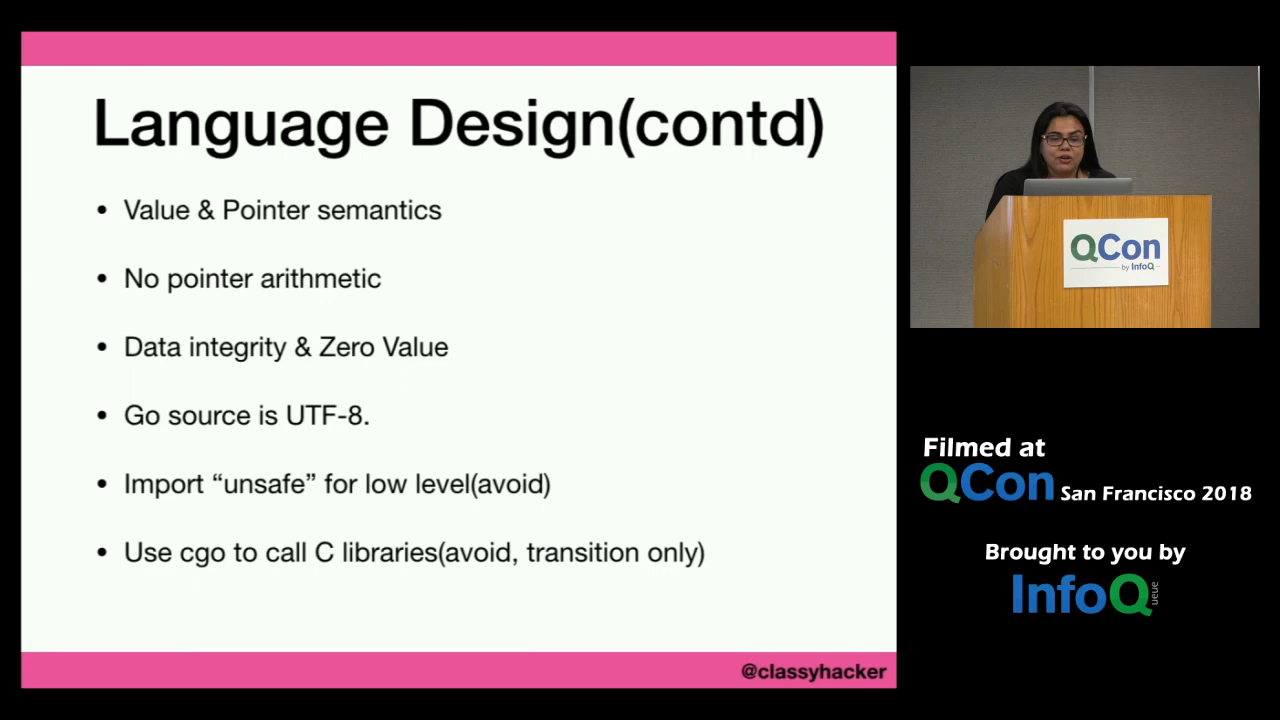 Language Design(contd)
• Value & Pointer semantics
• No pointer arithmetic
• Data integrity & Zero Value
• Go source is UTF-8.
• Import “unsafe” for low level(avoid)
• Use cgo to call C libraries(avoid, transition only)
@classyhacker
QCon
by InfoQ
Filmed at
QCon San Francisco 2018
Brought to you by
InfoQ
ueue